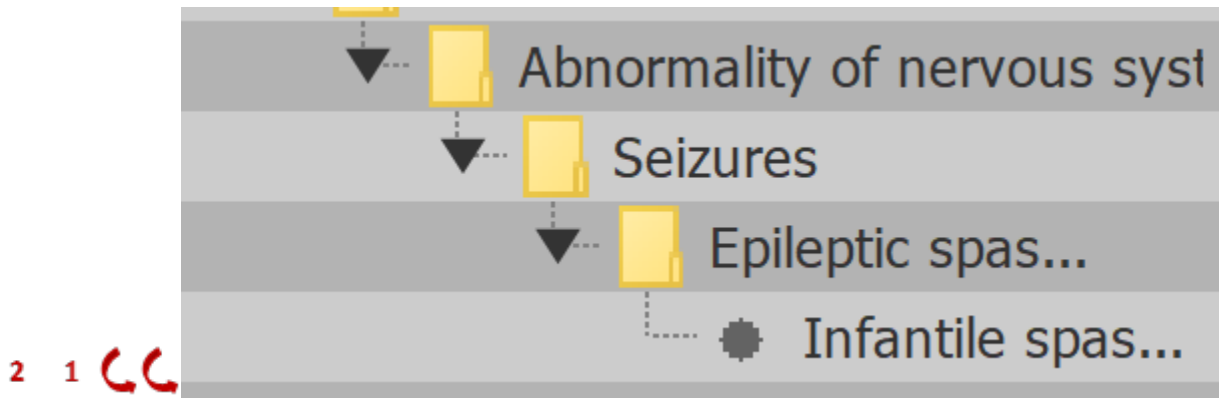 Abnormality of nervous syst
Seizures
Epileptic spas...
Infantile spas...
2 1